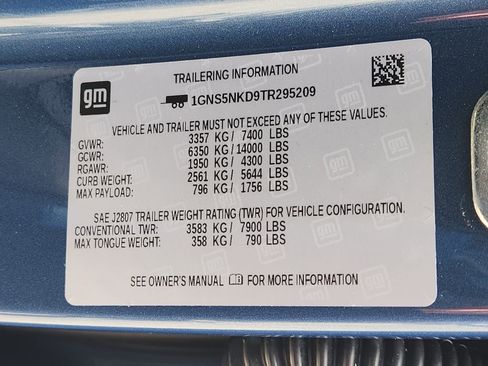 gm
TRAILERING INFORMATION
1GNS5NKD9TR295209
VEHICLE AND TRAILER MUST NOT EXCEED ANY OF THESE VALUES:
GVWR: 3357 KG/ 7400 LBS
GCWR: 6350 KG/14000 LBS
RGAWR: 1950 KG/ 4300 LBS
CURB WEIGHT: 2561 KG/ 5644 LBS
MAX PAYLOAD: 796 KG/ 1756 LBS
SAE J2807 TRAILER WEIGHT RATING (TWR) FOR VEHICLE CONFIGURATION.
CONVENTIONAL TWR: 3583 KG/ 7900 LBS
MAX TONGUE WEIGHT: 358 KG/ 790 LBS
SEE OWNER'S MANUAL FOR MORE INFORMATION